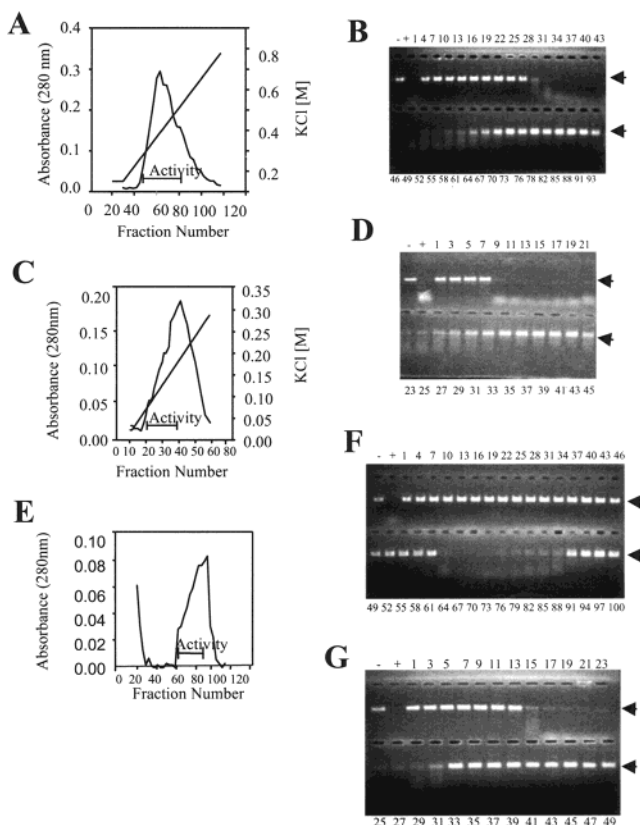 A
Absorbance (280 nm)
0.4
0.3
0.2
0.1
0.0
0.8
0.6
0.4
0.2
KCl [M]
Activity
0 20 40 60 80 100 120
Fraction Number
B
- + 1 4 7 10 13 16 19 22 25 28 31 34 37 40 43
46 49 52 55 58 61 64 67 70 73 76 78 82 85 88 91 93
C
Absorbance (280nm)
0.20
0.15
0.10
0.05
0.00
0.35
0.30
0.25
0.20
0.15
0.10
0.05
0.00
KCl [M]
Activity
0 10 20 30 40 50 60 70 80
Fraction Number
D
- + 1 3 5 7 9 11 13 15 17 19 21
23 25 27 29 31 33 35 37 39 41 43 45
E
Absorbance (280nm)
0.10
0.08
0.06
0.04
0.02
0.00
Activity
0 20 40 60 80 100 120
Fraction Number
F
- + 1 4 7 10 13 16 19 22 25 28 31 34 37 40 43 46
49 52 55 58 61 64 67 70 73 76 79 82 85 88 91 94 97 100
G
- + 1 3 5 7 9 11 13 15 17 19 21 23
25 27 29 31 33 35 37 39 41 43 45 47 49